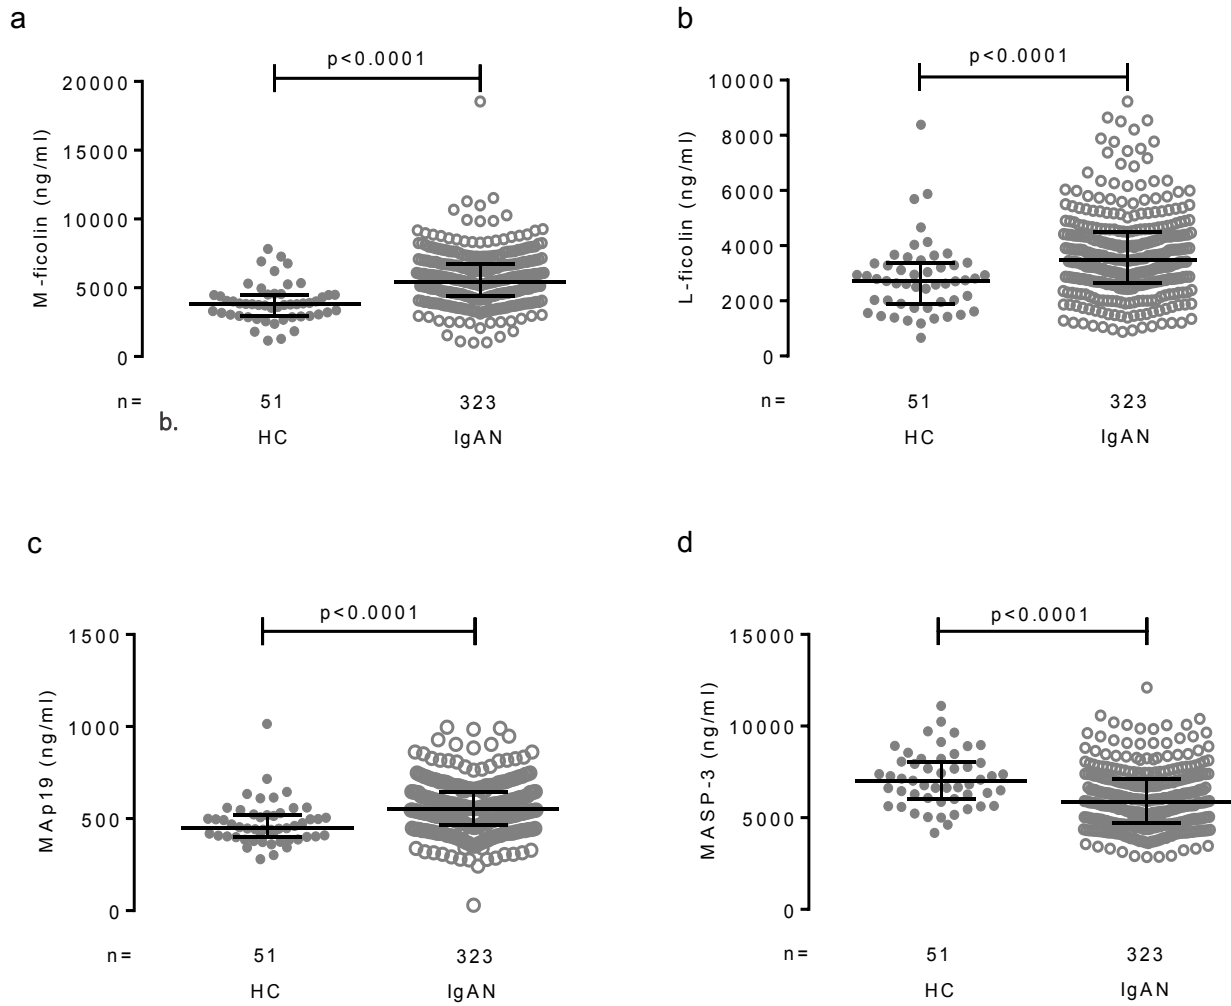 a
p<0.0001
M-ficolin (ng/ml)
20000
15000
10000
5000
0
n= 51 323
b.
HC IgAN
b
p<0.0001
L-ficolin (ng/ml)
10000
8000
6000
4000
2000
0
n= 51 323
HC IgAN
c
p<0.0001
MAp19 (ng/ml)
1500
1000
500
0
n= 51 323
HC IgAN
d
p<0.0001
MASP-3 (ng/ml)
15000
10000
5000
0
n= 51 323
HC IgAN